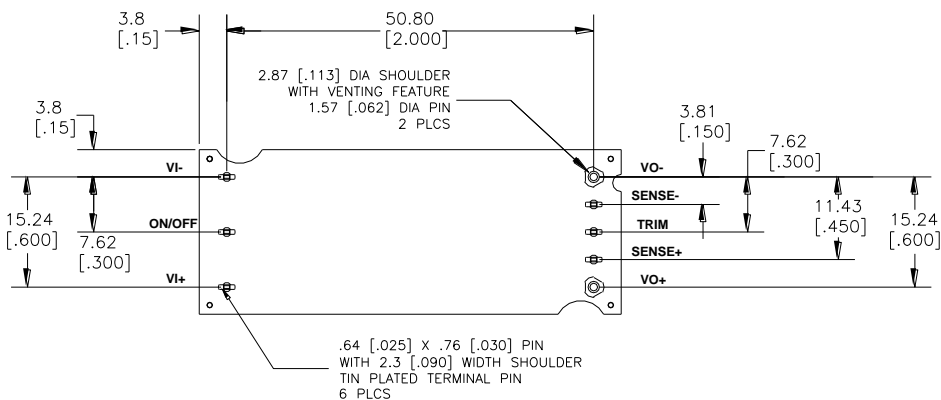 3.8
[.15]
50.80
[2.000]
2.87 [.113] DIA SHOULDER
WITH VENTING FEATURE
1.57 [.062] DIA PIN
2 PLCS
3.8
[.15]
3.81
[.150]
7.62
[.300]
VI-
VO-
SENSE-
15.24
[.600]
ON/OFF
TRIM
11.43
[.450]
15.24
[.600]
7.62
[.300]
SENSE+
VI+
VO+
.64 [.025] X .76 [.030] PIN
WITH 2.3 [.090] WIDTH SHOULDER
TIN PLATED TERMINAL PIN
6 PLCS